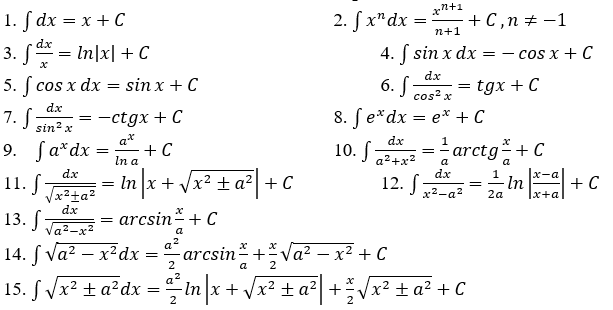 1. ∫ dx = x + C 2. ∫ xⁿdx = xⁿ⁺¹/n+1 + C , n ≠ −1
3. ∫ dx/x = ln|x| + C 4. ∫ sin x dx = − cos x + C
5. ∫ cos x dx = sin x + C 6. ∫ dx/cos² x = tgx + C
7. ∫ dx/sin² x = −ctgx + C 8. ∫ eˣdx = eˣ + C
9. ∫ aˣdx = aˣ/ln a + C 10. ∫ dx/a²+x² = 1/a arctg x/a + C
11. ∫ dx/√x²±a² = ln |x + √x² ± a²| + C 12. ∫ dx/x²−a² = 1/2a ln |x−a/x+a| + C
13. ∫ dx/√a²−x² = arcsin x/a + C
14. ∫ √a² − x² dx = a²/2 arcsin x/a + x/2 √a² − x² + C
15. ∫ √x² ± a² dx = a²/2 ln |x + √x² ± a²| + x/2 √x² ± a² + C